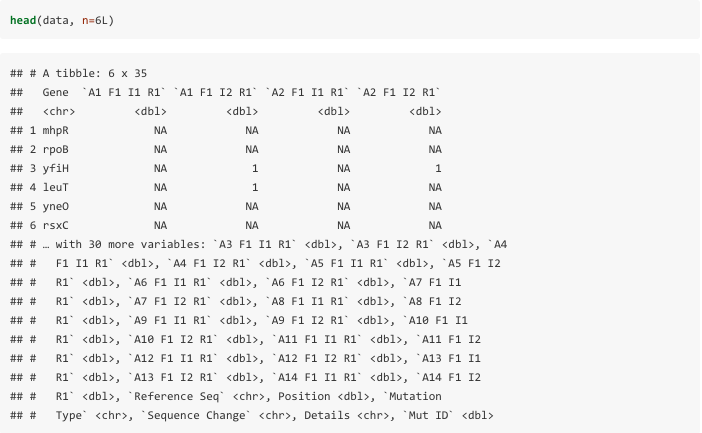 head(data, n=6L)
## # A tibble: 6 x 35
##   Gene  `A1 F1 I1 R1` `A1 F1 I2 R1` `A2 F1 I1 R1` `A2 F1 I2 R1`
##   <chr>         <dbl>         <dbl>         <dbl>         <dbl>
## 1 mhpR             NA            NA            NA            NA
## 2 rpoB             NA            NA            NA            NA
## 3 yfiH             NA             1            NA             1
## 4 leuT             NA             1            NA            NA
## 5 yneO             NA            NA            NA            NA
## 6 rsxC             NA            NA            NA            NA
## # … with 30 more variables: `A3 F1 I1 R1` <dbl>, `A3 F1 I2 R1` <dbl>, `A4
## #   F1 I1 R1` <dbl>, `A4 F1 I2 R1` <dbl>, `A5 F1 I1 R1` <dbl>, `A5 F1 I2
## #   R1` <dbl>, `A6 F1 I1 R1` <dbl>, `A6 F1 I2 R1` <dbl>, `A7 F1 I1
## #   R1` <dbl>, `A7 F1 I2 R1` <dbl>, `A8 F1 I1 R1` <dbl>, `A8 F1 I2
## #   R1` <dbl>, `A9 F1 I1 R1` <dbl>, `A9 F1 I2 R1` <dbl>, `A10 F1 I1
## #   R1` <dbl>, `A10 F1 I2 R1` <dbl>, `A11 F1 I1 R1` <dbl>, `A11 F1 I2
## #   R1` <dbl>, `A12 F1 I1 R1` <dbl>, `A12 F1 I2 R1` <dbl>, `A13 F1 I1
## #   R1` <dbl>, `A13 F1 I2 R1` <dbl>, `A14 F1 I1 R1` <dbl>, `A14 F1 I2
## #   R1` <dbl>, `Reference Seq` <chr>, Position <dbl>, `Mutation
## #   Type` <chr>, `Sequence Change` <chr>, Details <chr>, `Mut ID` <dbl>